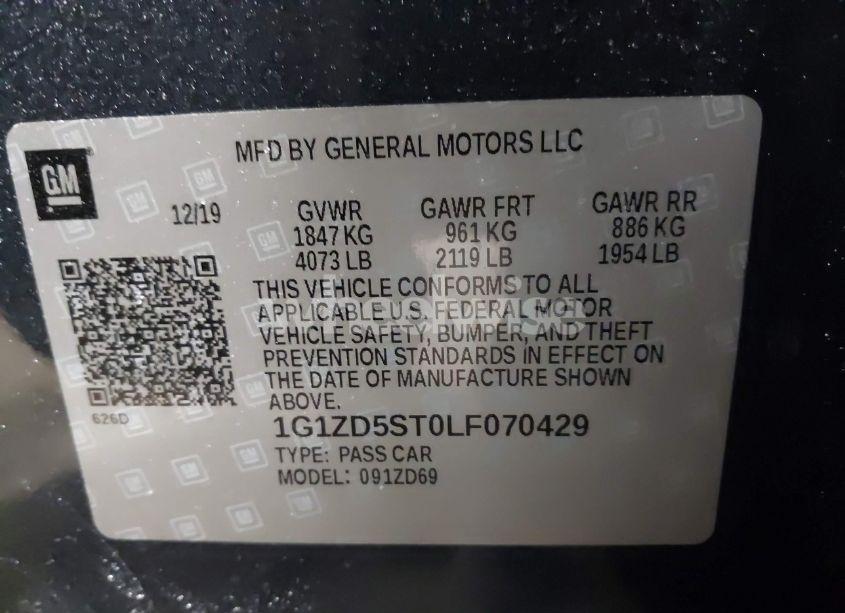 MFD BY GENERAL MOTORS LLC
GM
12/19
GVWR
1847 KG
4073 LB
GAWR FRT
961 KG
2119 LB
GAWR RR
886 KG
1954 LB
THIS VEHICLE CONFORMS TO ALL
APPLICABLE U.S. FEDERAL MOTOR
VEHICLE SAFETY, BUMPER, AND THEFT
PREVENTION STANDARDS IN EFFECT ON
THE DATE OF MANUFACTURE SHOWN
ABOVE.
626D
1G1ZD5ST0LF070429
TYPE: PASS CAR
MODEL: 091ZD69